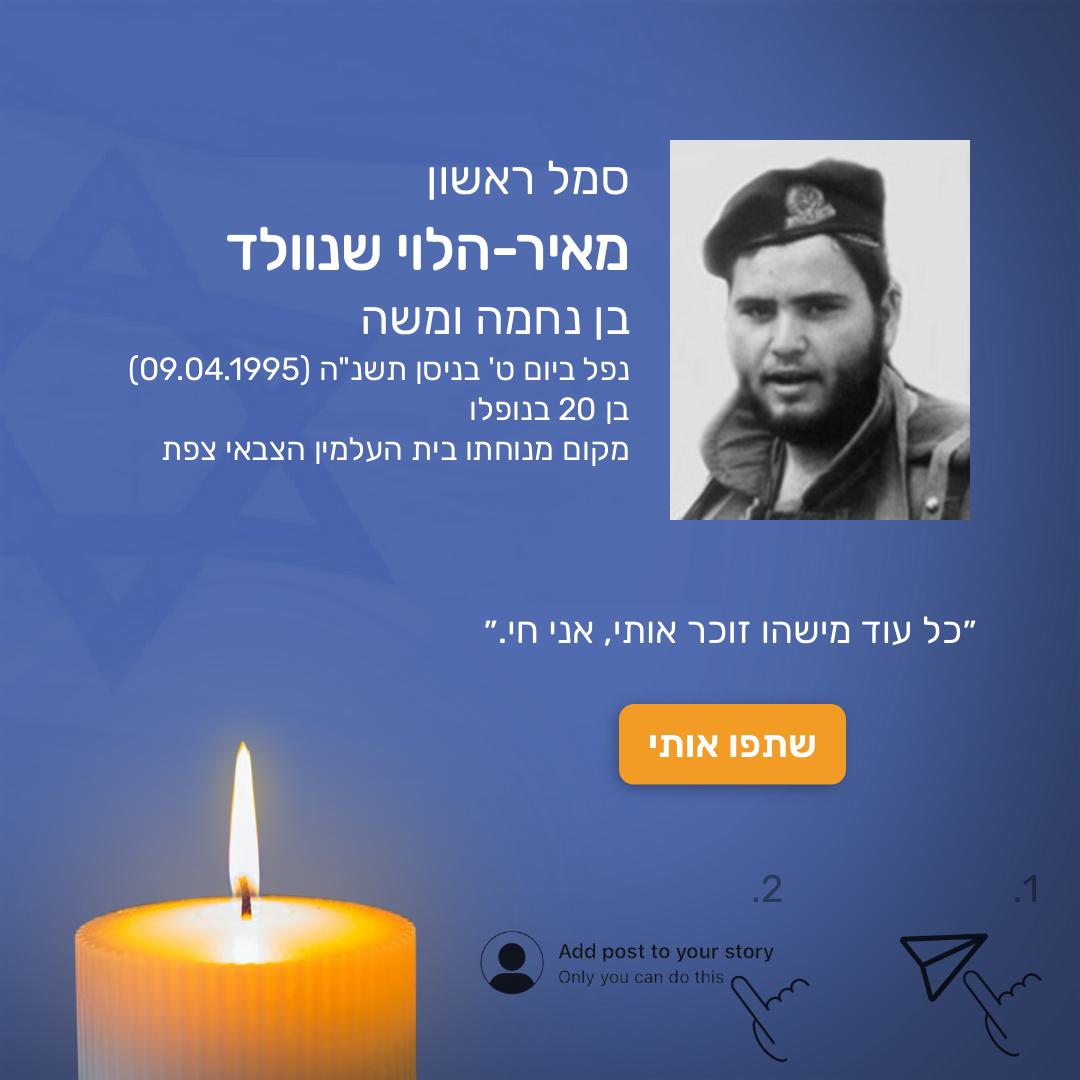 סמל ראשון
מאיר-הלוי שנוולד
בן נחמה ומשה
נפל ביום ט' בניסן תשנ"ה (09.04.1995)
בן 20 בנופלו
מקום מנוחתו בית העלמין הצבאי צפת
״כל עוד מישהו זוכר אותי, אני חי.״
שתפו אותי
.1
.2
Add post to your story
Only you can do this